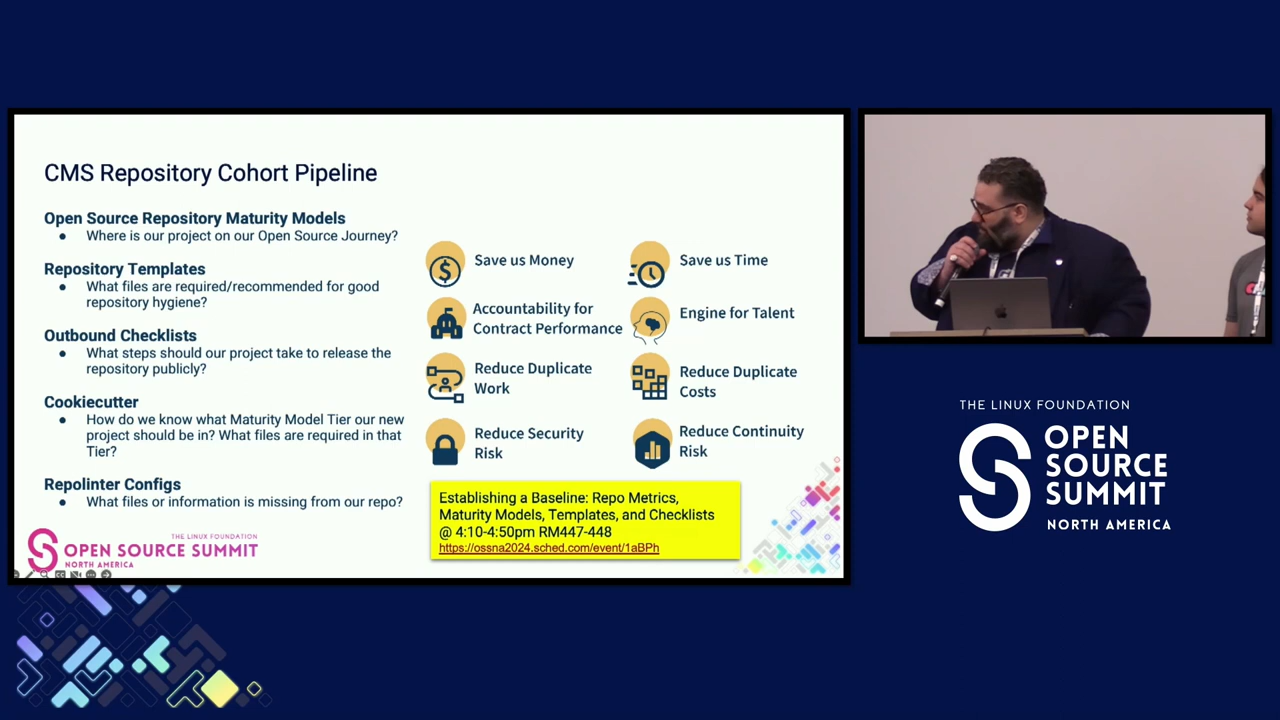 CMS Repository Cohort Pipeline
Open Source Repository Maturity Models
● Where is our project on our Open Source Journey?
Repository Templates
● What files are required/recommended for good
repository hygiene?
Outbound Checklists
● What steps should our project take to release the
repository publicly?
Cookiecutter
● How do we know what Maturity Model Tier our new
project should be in? What files are required in that
Tier?
Repolinter Configs
● What files or information is missing from our repo?
Save us Money
Save us Time
Accountability for
Contract Performance
Engine for Talent
Reduce Duplicate
Work
Reduce Duplicate
Costs
Reduce Security
Risk
Reduce Continuity
Risk
Establishing a Baseline: Repo Metrics,
Maturity Models, Templates, and Checklists
@ 4:10-4:50pm RM447-448
https://ossna2024.sched.com/event/1aBPh
THE LINUX FOUNDATION
OPEN SOURCE SUMMIT
NORTH AMERICA
THE LINUX FOUNDATION
OPEN
SOURCE
SUMMIT
NORTH AMERICA